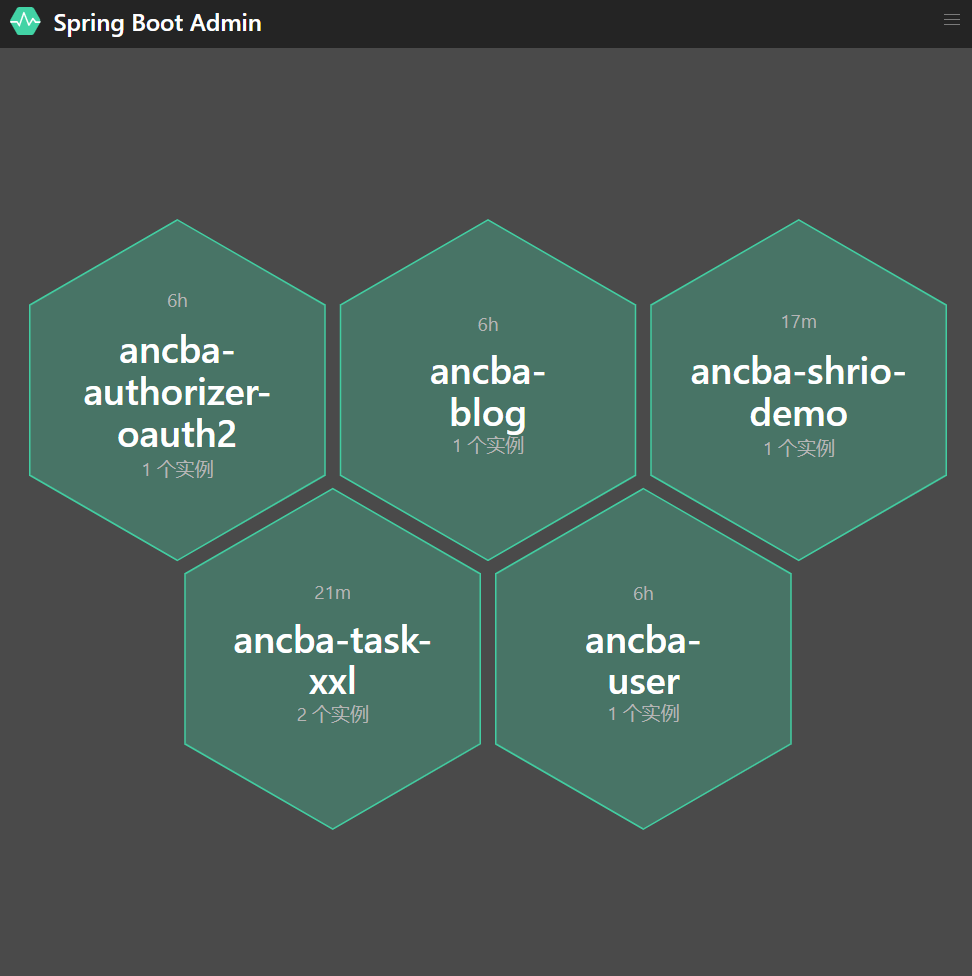 Spring Boot Admin
6h
ancba-
authorizer-
oauth2
1 个实例
6h
ancba-
blog
1 个实例
17m
ancba-shrio-
demo
1 个实例
21m
ancba-task-
xxl
2 个实例
6h
ancba-
user
1 个实例